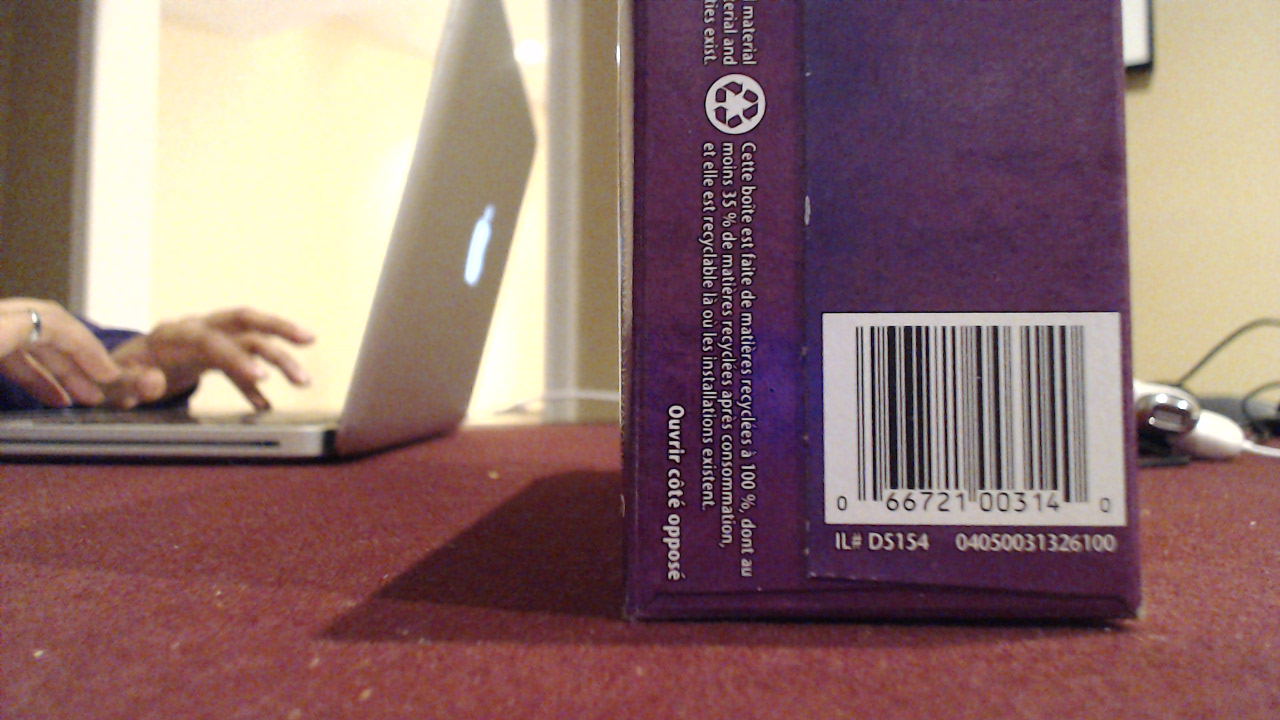 material
and
ties exist.
Cette boîte est faite de matières recyclées à 100 %, dont au
moins 35 % de matières recyclées après consommation,
et elle est recyclable là où les installations existent.
Ouvrir côté opposé
0 66721 00314 0
IL# D5154 04050031326100